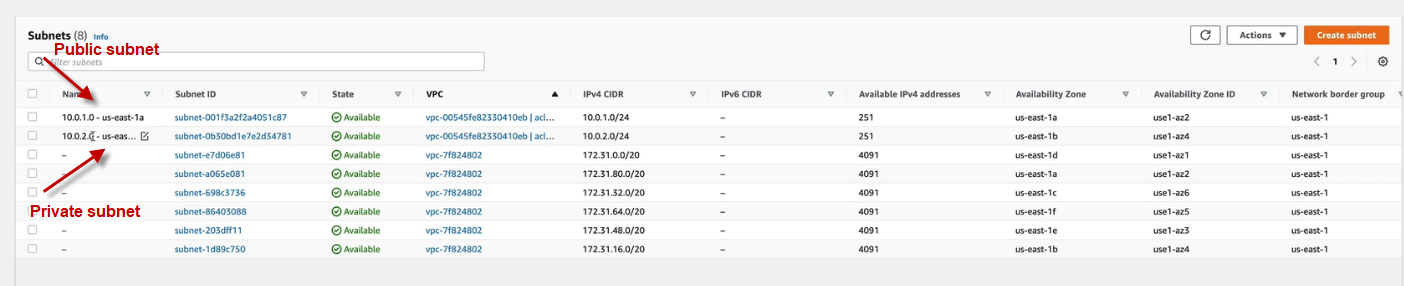 Subnets (8) Info
Actions
Create subnet
Public subnet
Filter subnets
1
Name Subnet ID State VPC IPv4 CIDR IPv6 CIDR Available IPv4 addresses Availability Zone Availability Zone ID Network border group
10.0.1.0 - us-east-1a subnet-001f3a2f2a4051c87 Available vpc-00545fe82330410eb | acl... 10.0.1.0/24 – 251 us-east-1a use1-az2 us-east-1
10.0.2.0 - us-eas... subnet-0b30bd1e7e2d34781 Available vpc-00545fe82330410eb | acl... 10.0.2.0/24 – 251 us-east-1b use1-az4 us-east-1
– subnet-e7d06e81 Available vpc-7f824802 172.31.0.0/20 – 4091 us-east-1d use1-az1 us-east-1
– subnet-a065e081 Available vpc-7f824802 172.31.80.0/20 – 4091 us-east-1a use1-az2 us-east-1
– subnet-698c3736 Available vpc-7f824802 172.31.32.0/20 – 4091 us-east-1c use1-az6 us-east-1
Private subnet
– subnet-86403088 Available vpc-7f824802 172.31.64.0/20 – 4091 us-east-1f use1-az5 us-east-1
– subnet-203dff11 Available vpc-7f824802 172.31.48.0/20 – 4091 us-east-1e use1-az3 us-east-1
– subnet-1d89c750 Available vpc-7f824802 172.31.16.0/20 – 4091 us-east-1b use1-az4 us-east-1